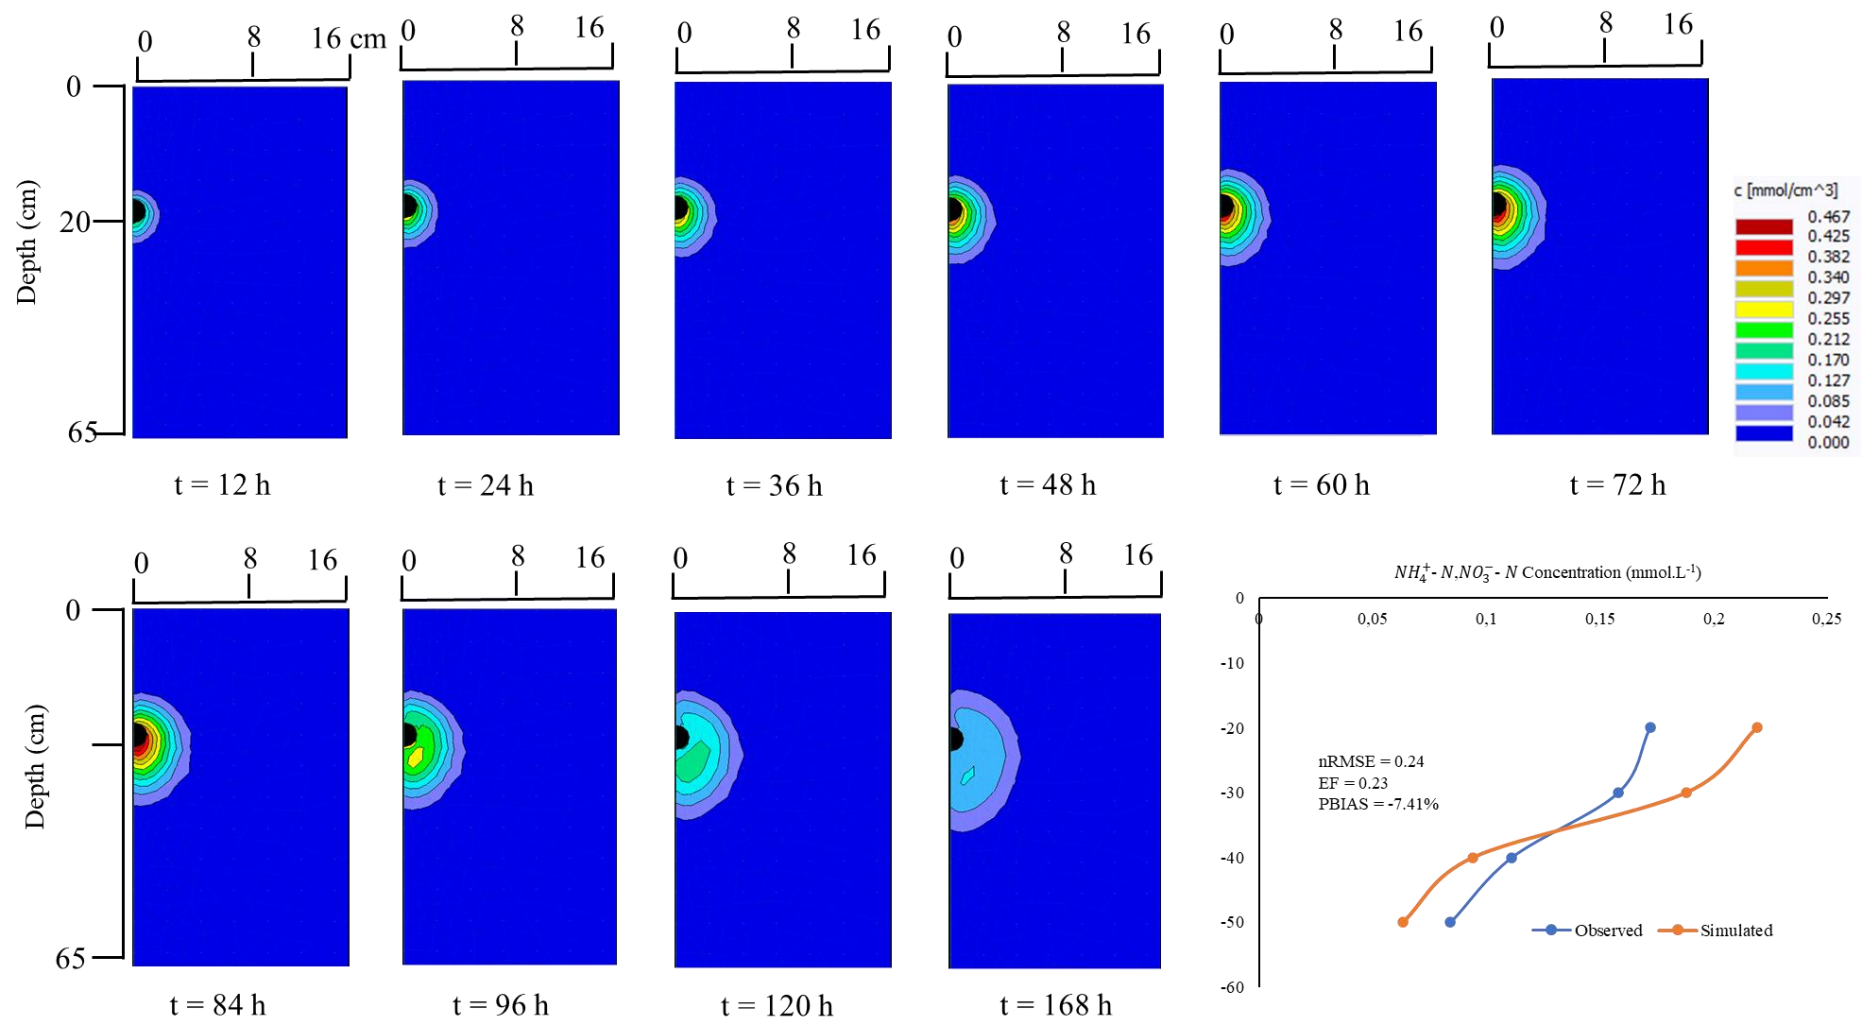 0 8 16 cm
0 8 16
0 8 16
0 8 16
0 8 16
0 8 16
0
20
65
Depth (cm)
t = 12 h
t = 24 h
t = 36 h
t = 48 h
t = 60 h
t = 72 h
c [mmol/cm^3]
0.467
0.425
0.382
0.340
0.297
0.255
0.212
0.170
0.127
0.085
0.042
0.000
0 8 16
0 8 16
0 8 16
0 8 16
0
65
Depth (cm)
t = 84 h
t = 96 h
t = 120 h
t = 168 h
NH₄⁺- N,NO₃⁻- N Concentration (mmol.L⁻¹)
0 0,05 0,1 0,15 0,2 0,25
0
-10
-20
-30
-40
-50
-60
nRMSE = 0.24
EF = 0.23
PBIAS = -7.41%
Observed
Simulated